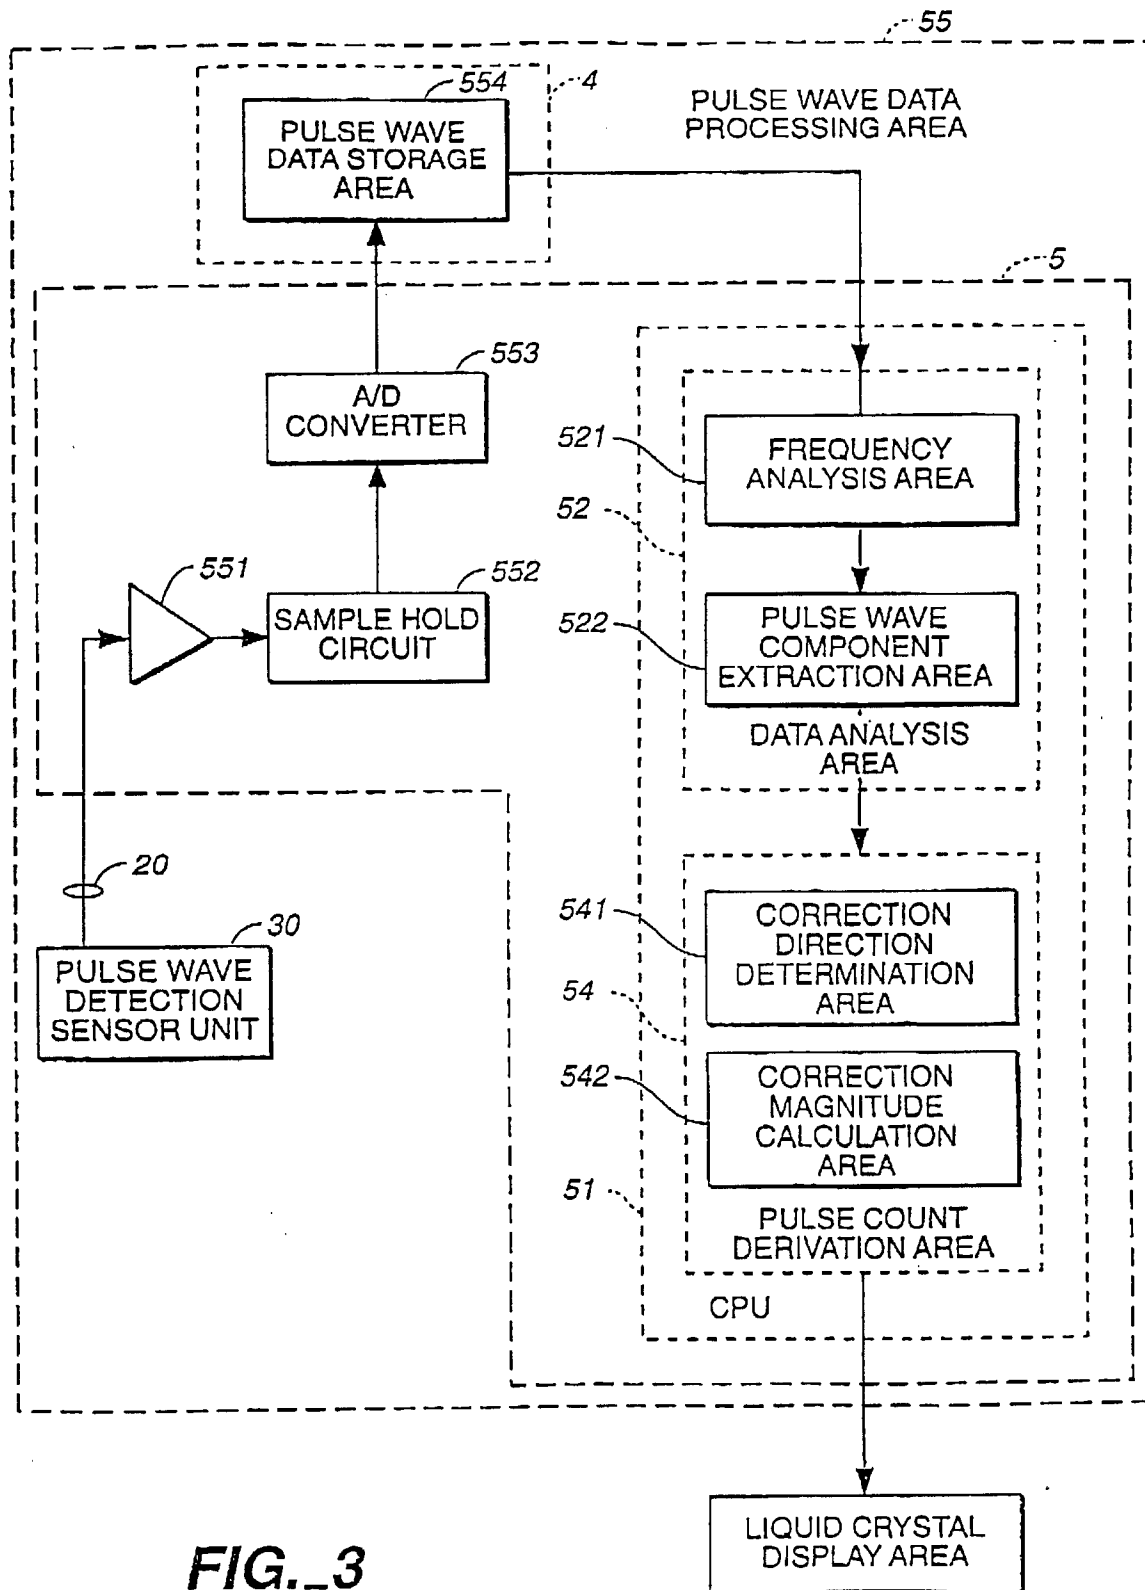 55
554
4
PULSE WAVE
DATA STORAGE
AREA
PULSE WAVE DATA
PROCESSING AREA
5
553
A/D
CONVERTER
521
FREQUENCY
ANALYSIS AREA
52
551
552
SAMPLE HOLD
CIRCUIT
522
PULSE WAVE
COMPONENT
EXTRACTION AREA
DATA ANALYSIS
AREA
20
30
PULSE WAVE
DETECTION
SENSOR UNIT
541
CORRECTION
DIRECTION
DETERMINATION
AREA
54
542
CORRECTION
MAGNITUDE
CALCULATION
AREA
51
PULSE COUNT
DERIVATION AREA
CPU
LIQUID CRYSTAL
DISPLAY AREA
FIG._3